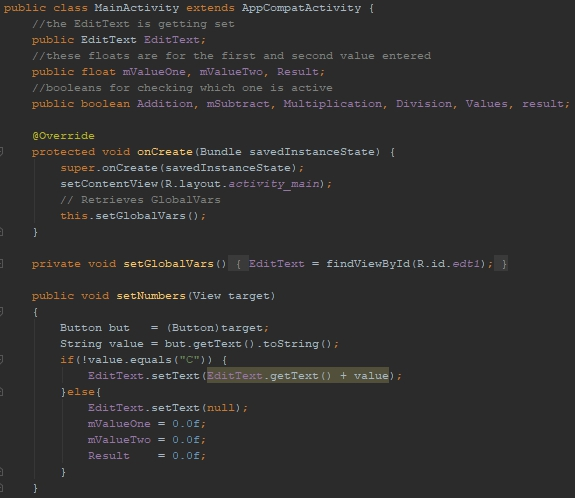 public class MainActivity extends AppCompatActivity {
//the EditText is getting set
public EditText EditText;
//these floats are for the first and second value entered
public float mValueOne, mValueTwo, Result;
//booleans for checking which one is active
public boolean Addition, mSubtract, Multiplication, Division, Values, result;
@Override
protected void onCreate(Bundle savedInstanceState) {
super.onCreate(savedInstanceState);
setContentView(R.layout.activity_main);
// Retrieves GlobalVars
this.setGlobalVars();
}
private void setGlobalVars() { EditText = findViewById(R.id.edt1); }
public void setNumbers(View target)
{
Button but   = (Button)target;
String value = but.getText().toString();
if(!value.equals("C")) {
EditText.setText(EditText.getText() + value);
}else{
EditText.setText(null);
mValueOne = 0.0f;
mValueTwo = 0.0f;
Result    = 0.0f;
}
}